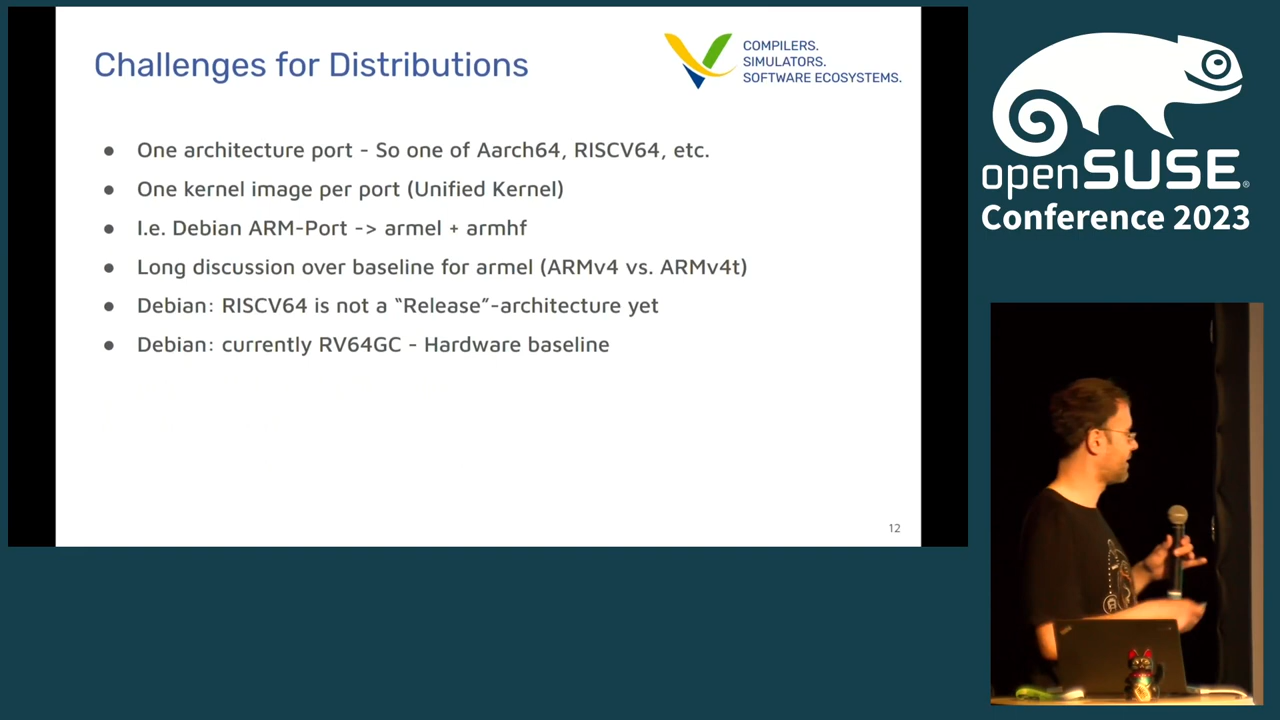 Challenges for Distributions
COMPILERS.
SIMULATORS.
SOFTWARE ECOSYSTEMS.
● One architecture port - So one of Aarch64, RISCV64, etc.
● One kernel image per port (Unified Kernel)
● I.e. Debian ARM-Port -> armel + armhf
● Long discussion over baseline for armel (ARMv4 vs. ARMv4t)
● Debian: RISCV64 is not a “Release”-architecture yet
● Debian: currently RV64GC - Hardware baseline
12
openSUSE®
Conference 2023